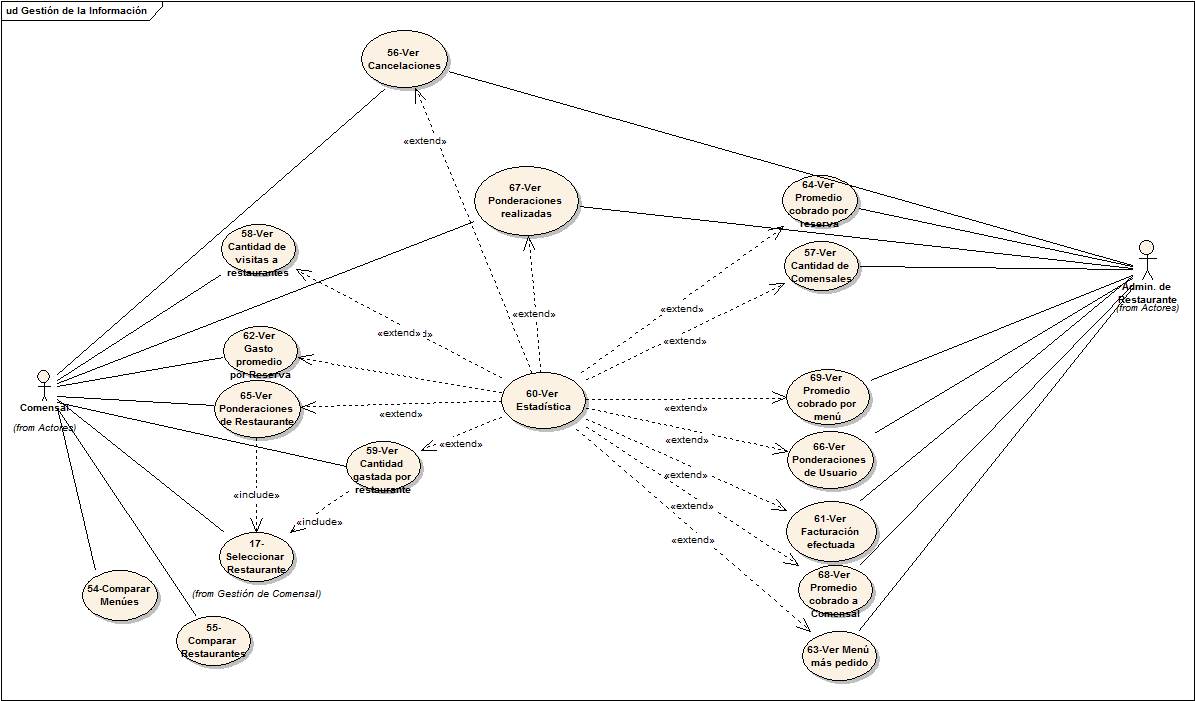 ud Gestión de la Información
56-Ver
Cancelaciones
«extend»
67-Ver
Ponderaciones
realizadas
64-Ver
Promedio
cobrado por
reserva
58-Ver
Cantidad de
visitas a
restaurantes
57-Ver
Cantidad de
Comensales
Admin. de
Restaurante
(from Actores)
«extend»
«extend»
«extend»
«extend»
62-Ver
Gasto
promedio
por Reserva
65-Ver
Ponderaciones
de Restaurante
60-Ver
Estadística
69-Ver
Promedio
cobrado por
menú
Comensal
(from Actores)
«extend»
«extend»
«extend»
«extend»
66-Ver
Ponderaciones
de Usuario
59-Ver
Cantidad
gastada por
restaurante
«extend»
«include»
«include»
«extend»
61-Ver
Facturación
efectuada
«extend»
17-
Seleccionar
Restaurante
(from Gestión de Comensal)
54-Comparar
Menúes
68-Ver
Promedio
cobrado a
Comensal
55-
Comparar
Restaurantes
63-Ver Menú
más pedido